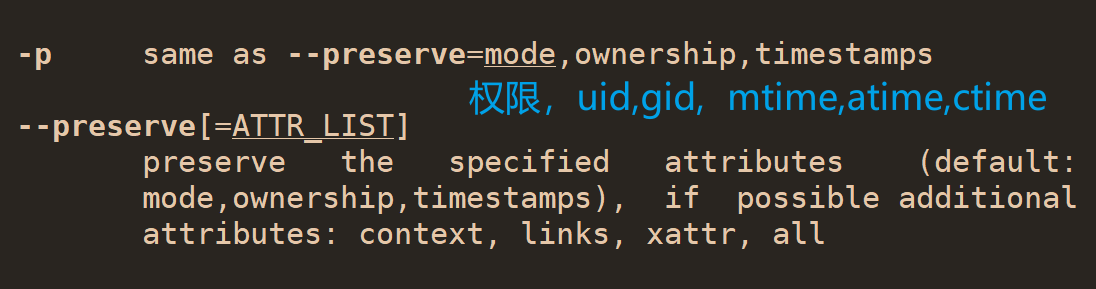 -p same as --preserve=mode,ownership,timestamps
权限，uid,gid, mtime,atime,ctime
--preserve[=ATTR_LIST]
preserve the specified attributes (default:
mode,ownership,timestamps), if possible additional
attributes: context, links, xattr, all